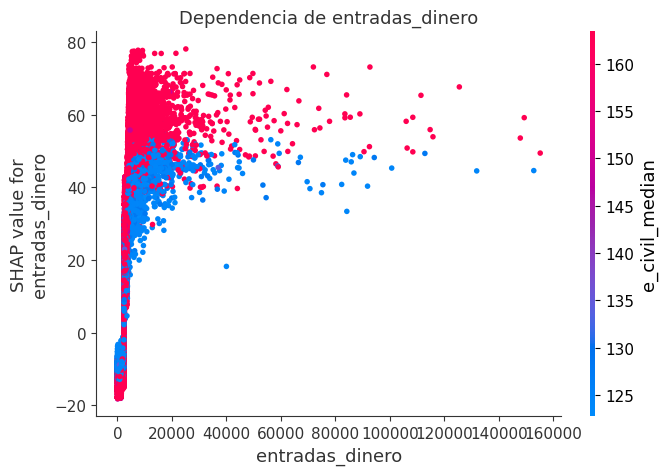 Dependencia de entradas_dinero
80
60
40
20
0
−20
SHAP value for
entradas_dinero
0 20000 40000 60000 80000 100000 120000 140000 160000
entradas_dinero
160
155
150
145
140
135
130
125
e_civil_median